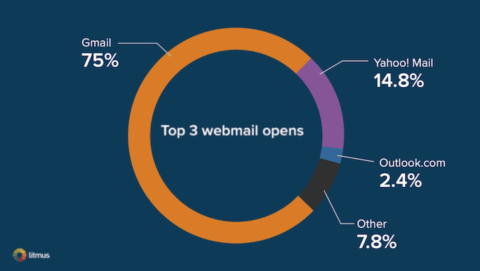 Gmail
75%
Yahoo! Mail
14.8%
Top 3 webmail opens
Outlook.com
2.4%
Other
7.8%
litmus